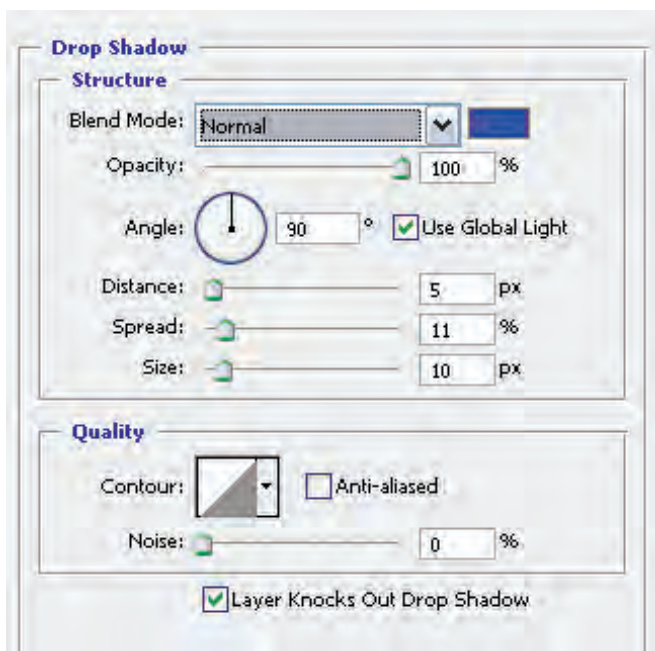 Drop Shadow
Structure
Blend Mode: Normal
Opacity: 100 %
Angle: 90 ° Use Global Light
Distance: 5 px
Spread: 11 %
Size: 10 px
Quality
Contour: Anti-aliased
Noise: 0 %
Layer Knocks Out Drop Shadow